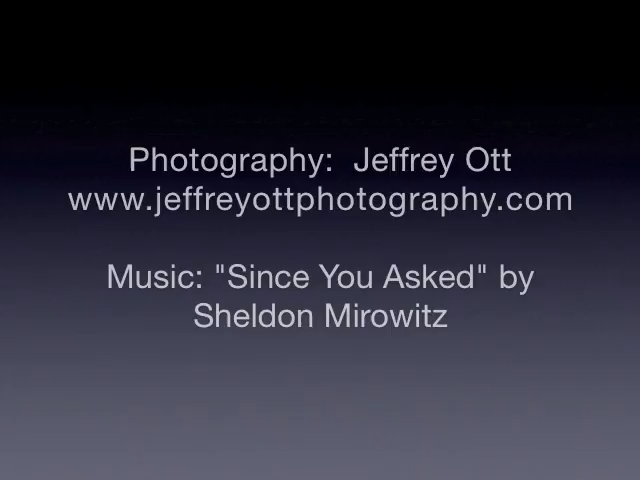 Photography:  Jeffrey Ott
www.jeffreyottphotography.com
Music: "Since You Asked" by
Sheldon Mirowitz